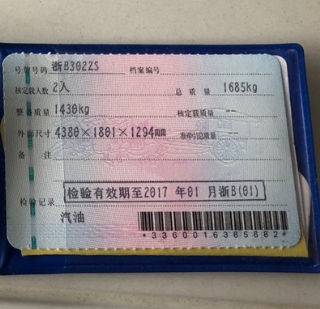 号牌号码 浙B3022S 档案编号
核定载人数 2人 总质量 1685kg
整备质量 1430kg 核定载质量 --
外廓尺寸 4380×1801×1294mm 准牵引总质量 --
备注
检验有效期至2017年01月浙B(01)
检验记录
汽油
*3360016365682*